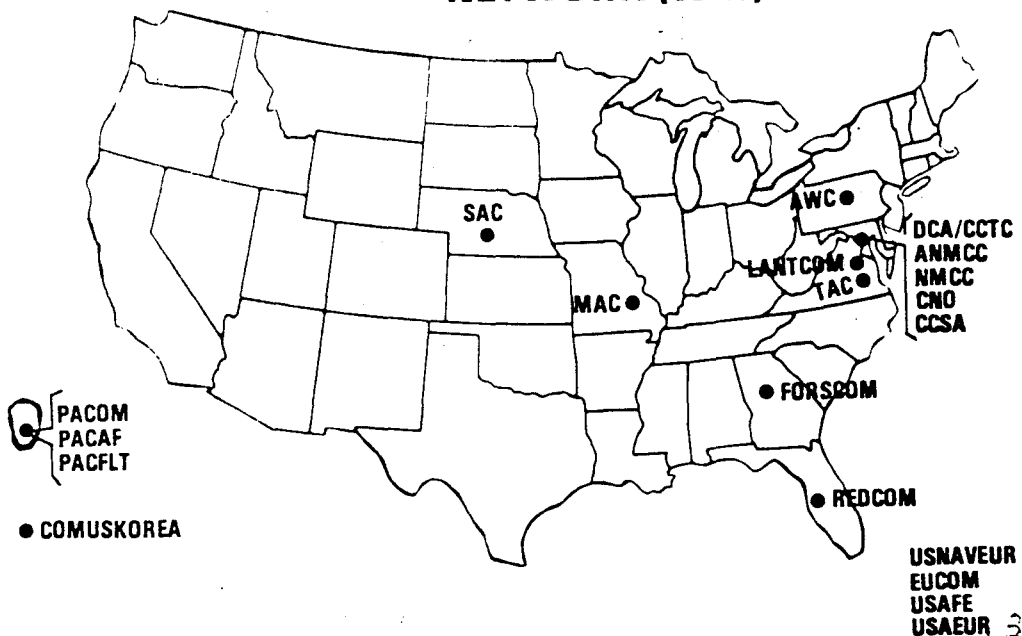 SAC
AWC
DCA/CCTC
ANMCC
NMCC
CNO
CCSA
LANTCOM
TAC
MAC
FORSCOM
PACOM
PACAF
PACFLT
REDCOM
COMUSKOREA
USNAVEUR
EUCOM
USAFE
USAEUR